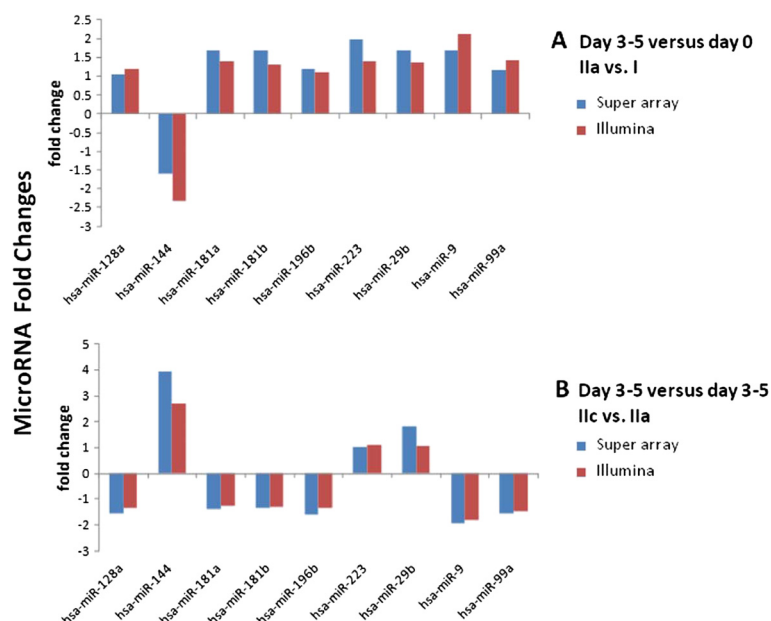 MicroRNA Fold Changes
fold change
2.5
2
1.5
1
0.5
0
-0.5
-1
-1.5
-2
-2.5
-3
hsa-miR-128a
hsa-miR-144
hsa-miR-181a
hsa-miR-181b
hsa-miR-196b
hsa-miR-223
hsa-miR-29b
hsa-miR-9
hsa-miR-99a
A Day 3-5 versus day 0
IIa vs. I
Super array
Illumina
fold change
5
4
3
2
1
0
-1
-2
-3
hsa-miR-128a
hsa-miR-144
hsa-miR-181a
hsa-miR-181b
hsa-miR-196b
hsa-miR-223
hsa-miR-29b
hsa-miR-9
hsa-miR-99a
B Day 3-5 versus day 3-5
IIc vs. IIa
Super array
Illumina